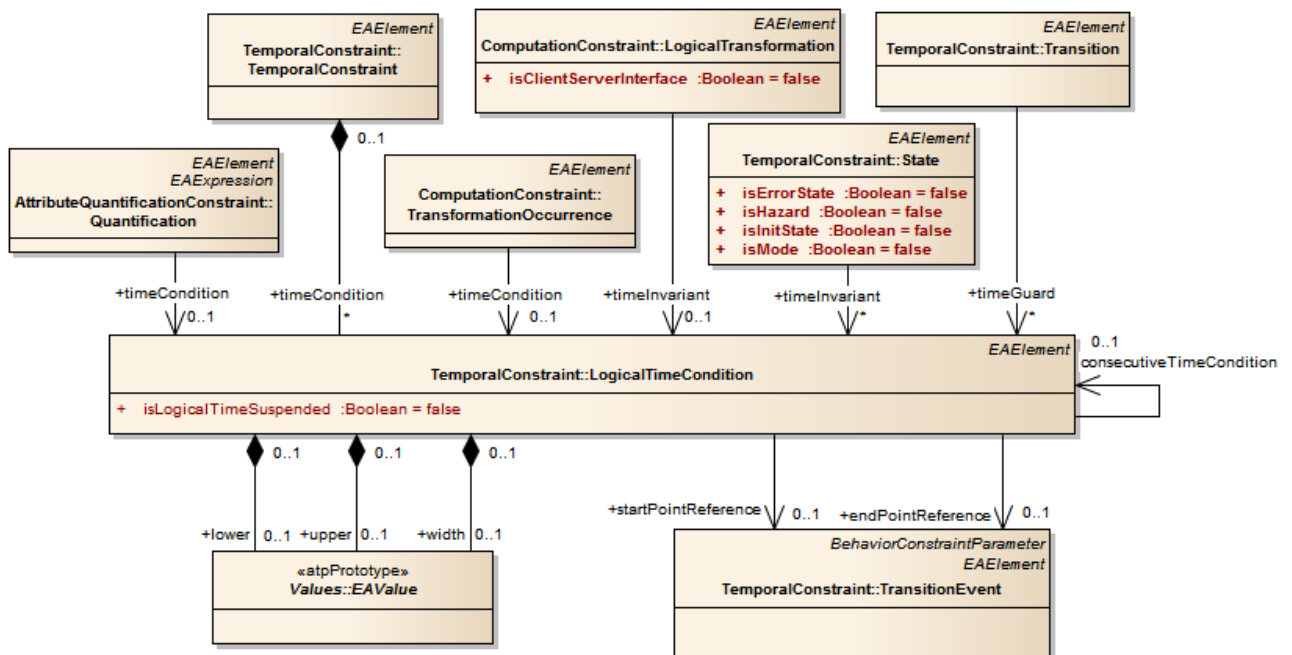 EAElement
TemporalConstraint::
TemporalConstraint
0..1
EAElement
ComputationConstraint::LogicalTransformation
+ isClientServerInterface :Boolean = false
EAElement
TemporalConstraint::Transition
EAElement
EAExpression
AttributeQuantificationConstraint::
Quantification
EAElement
ComputationConstraint::
TransformationOccurrence
EAElement
TemporalConstraint::State
+ isErrorState :Boolean = false
+ isHazard :Boolean = false
+ isInitState :Boolean = false
+ isMode :Boolean = false
+timeCondition
0..1
+timeCondition
*
+timeCondition
0..1
+timeInvariant
0..1
+timeInvariant
*
+timeGuard
*
0..1
consecutiveTimeCondition
EAElement
TemporalConstraint::LogicalTimeCondition
+ isLogicalTimeSuspended :Boolean = false
0..1
0..1
0..1
+lower 0..1
+upper 0..1
+width 0..1
+startPointReference 0..1
+endPointReference 0..1
«atpPrototype»
Values::EAValue
BehaviorConstraintParameter
EAElement
TemporalConstraint::TransitionEvent